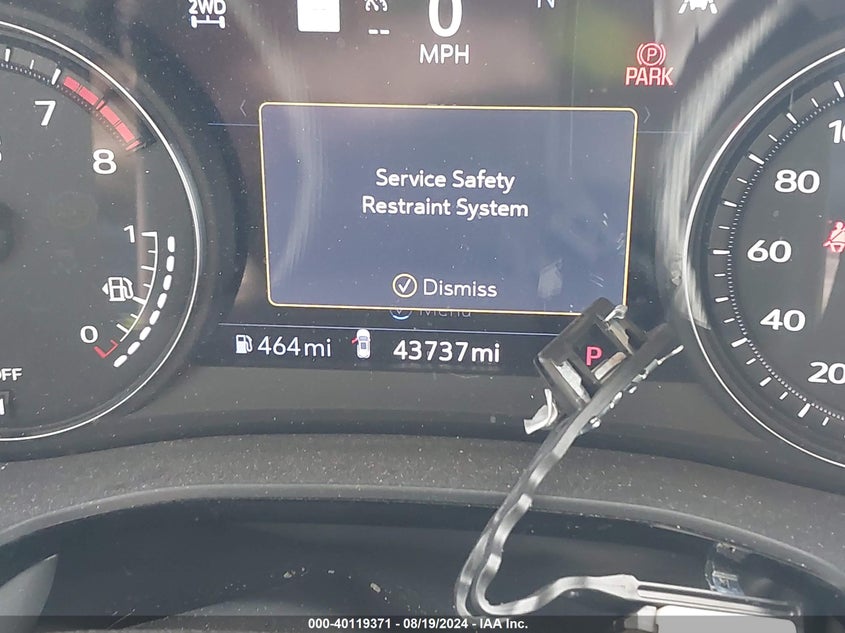 2WD
0
N
MPH
PARK
7
8
1
0
OFF
Service Safety
Restraint System
Dismiss
Menu
464mi
43737mi
P
80
60
40
20
000-40119371 - 08/19/2024 - IAA Inc.